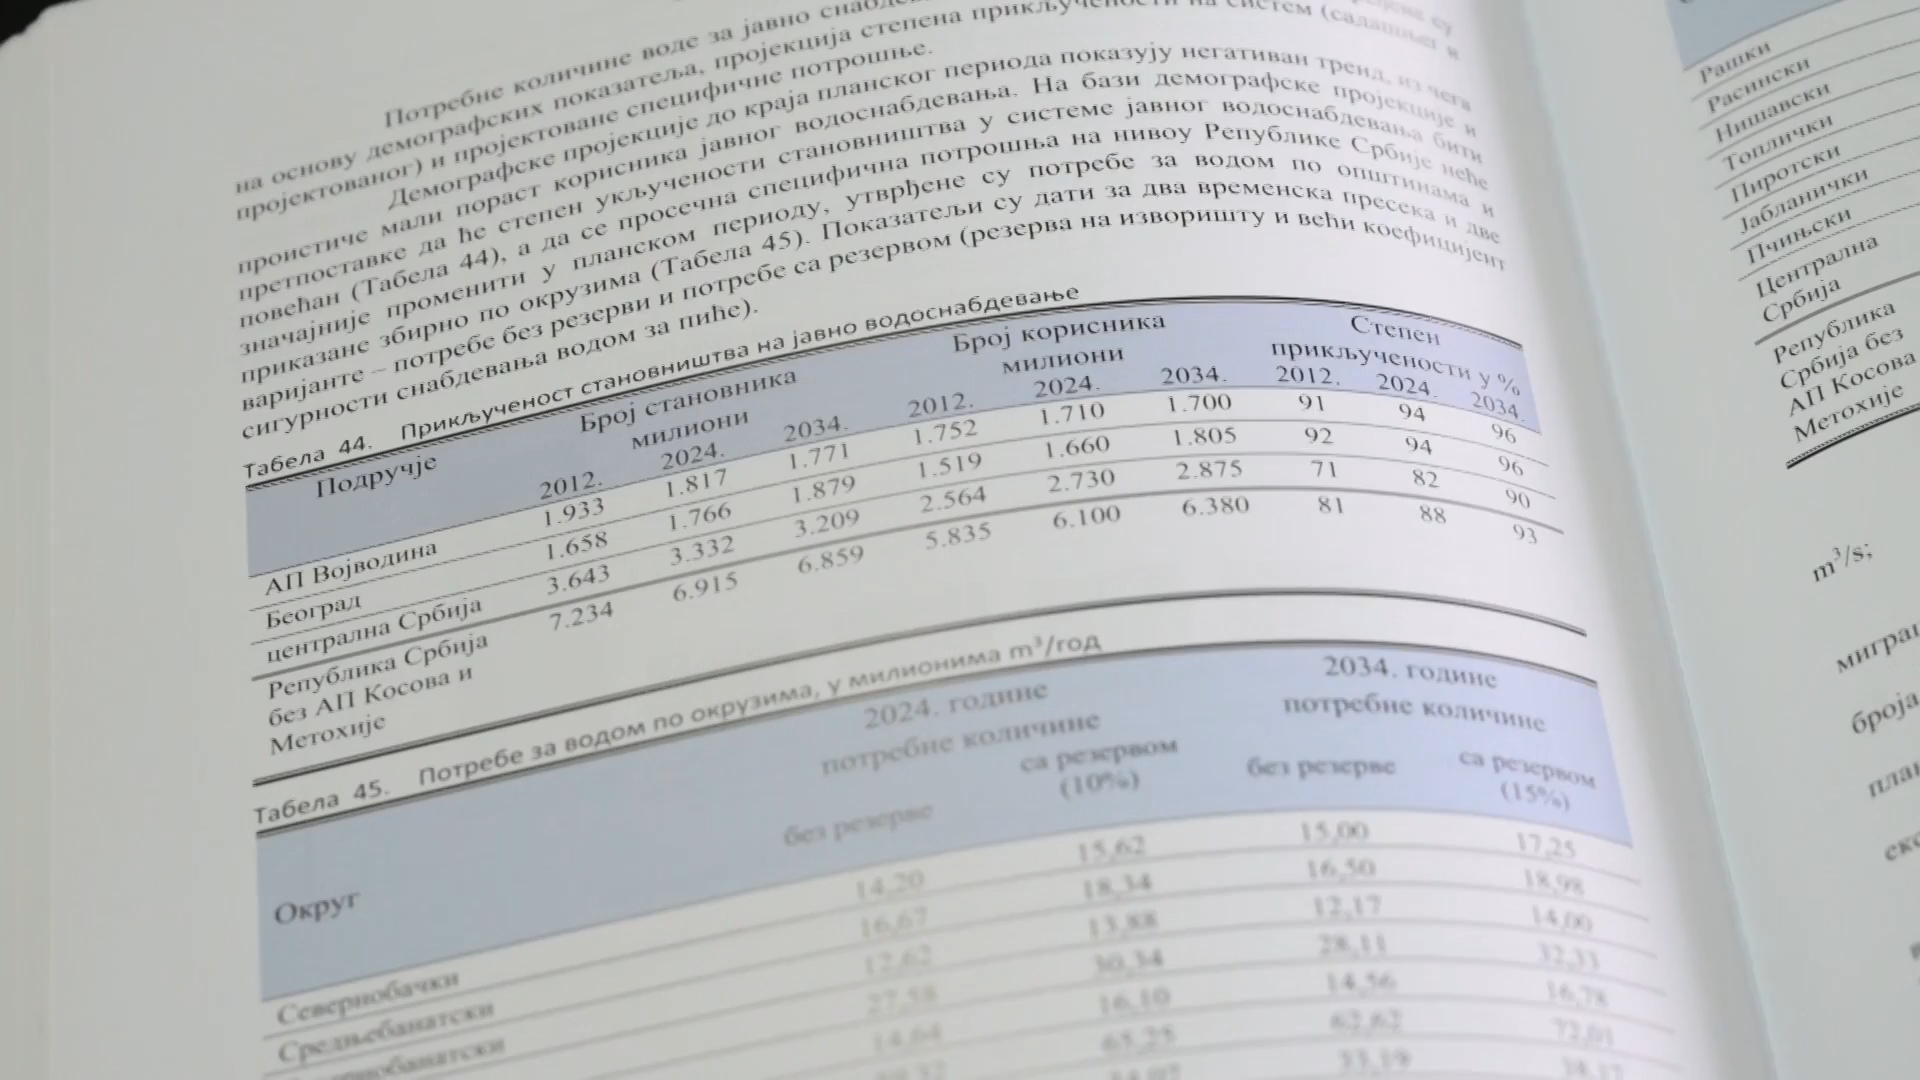 Потребне количине воде за јавно
на основу демографских показатеља, пројекција степена прикључености на систем (садашњег и
пројектованог) и пројектоване специфичне потрошње.
Демографске пројекције до краја планског периода показују негативан тренд, из чега
проистиче мали пораст корисника јавног водоснабдевања. На бази демографске пројекције и
претпоставке да ће степен укључености становништва у системе јавног водоснабдевања бити
повећан (Табела 44), а да се просечна специфична потрошња на нивоу Републике Србије неће
значајније променити у планском периоду, утврђене су потребе за водом по општинама и
приказане збирно по окрузима (Табела 45). Показатељи су дати за два временска пресека и две
варијанте – потребе без резерви и потребе са резервом (резерва на изворишту и већи коефицијент
сигурности снабдевања водом за пиће).
Табела 44. Прикљученост становништва на јавно водоснабдевање
Подручје Број становника милиони Број корисника милиони Степен прикључености у %
2012. 2024. 2034. 2012. 2024. 2034. 2012. 2024. 2034.
АП Војводина 1.933 1.817 1.771 1.752 1.710 1.700 91 94 96
Београд 1.658 1.766 1.879 1.519 1.660 1.805 92 94 96
централна Србија 3.643 3.332 3.209 2.564 2.730 2.875 71 82 90
Република Србија 7.234 6.915 6.859 5.835 6.100 6.380 81 88 93
без АП Косова и
Метохије
Табела 45. Потребе за водом по окрузима, у милионима m³/год
Округ 2024. године 2034. године
потребне количине потребне количине
без резерве са резервом (10%) без резерве са резервом (15%)
Севернобачки 14,20 15,62 15,00 17,25
Средњебанатски 16,67 18,34 16,50 18,98
12,62 13,88 12,17 14,00
27,58 30,34 28,11 32,33
14,64 16,10 14,56 16,78
65,25 62,62 72,01
33,19
Рашки
Расински
Нишавски
Топлички
Пиротски
Јабланички
Пчињски
Централна
Србија
Република
Србија без
АП Косова
Метохије
m³/s;